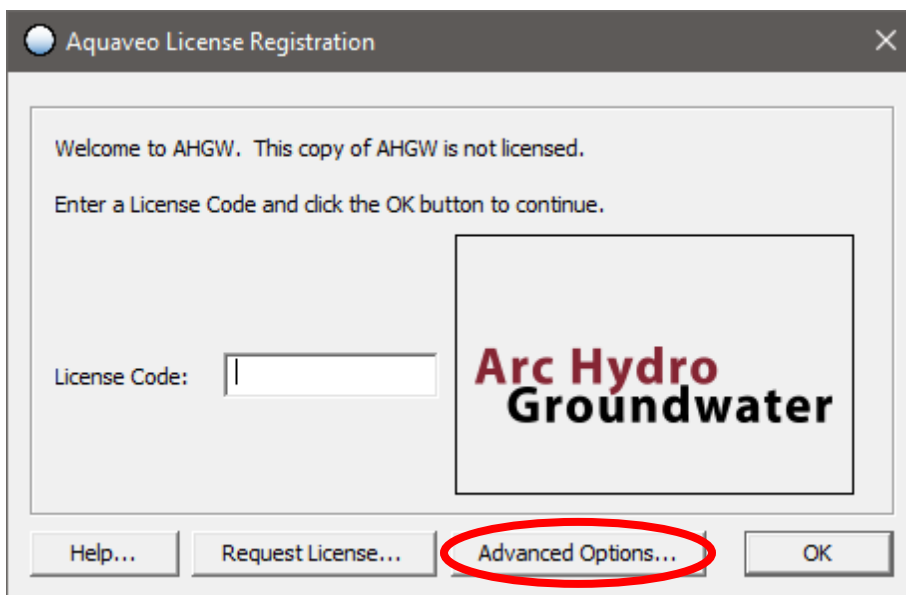 Aquaveo License Registration
Welcome to AHGW. This copy of AHGW is not licensed.
Enter a License Code and click the OK button to continue.
License Code:
Arc Hydro
Groundwater
Help...
Request License...
Advanced Options...
OK